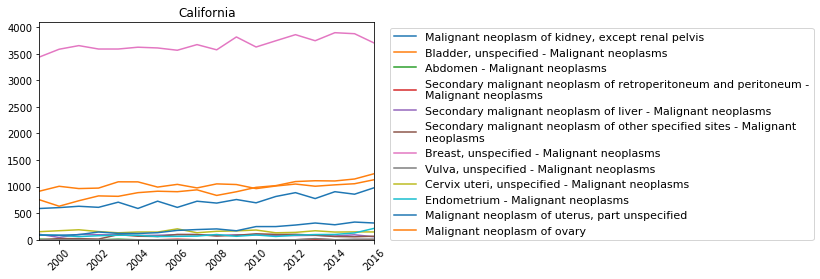 California
4000
3500
3000
2500
2000
1500
1000
500
0
2000
2002
2004
2006
2008
2010
2012
2014
2016
Malignant neoplasm of kidney, except renal pelvis
Bladder, unspecified - Malignant neoplasms
Abdomen - Malignant neoplasms
Secondary malignant neoplasm of retroperitoneum and peritoneum -
Malignant neoplasms
Secondary malignant neoplasm of liver - Malignant neoplasms
Secondary malignant neoplasm of other specified sites - Malignant
neoplasms
Breast, unspecified - Malignant neoplasms
Vulva, unspecified - Malignant neoplasms
Cervix uteri, unspecified - Malignant neoplasms
Endometrium - Malignant neoplasms
Malignant neoplasm of uterus, part unspecified
Malignant neoplasm of ovary